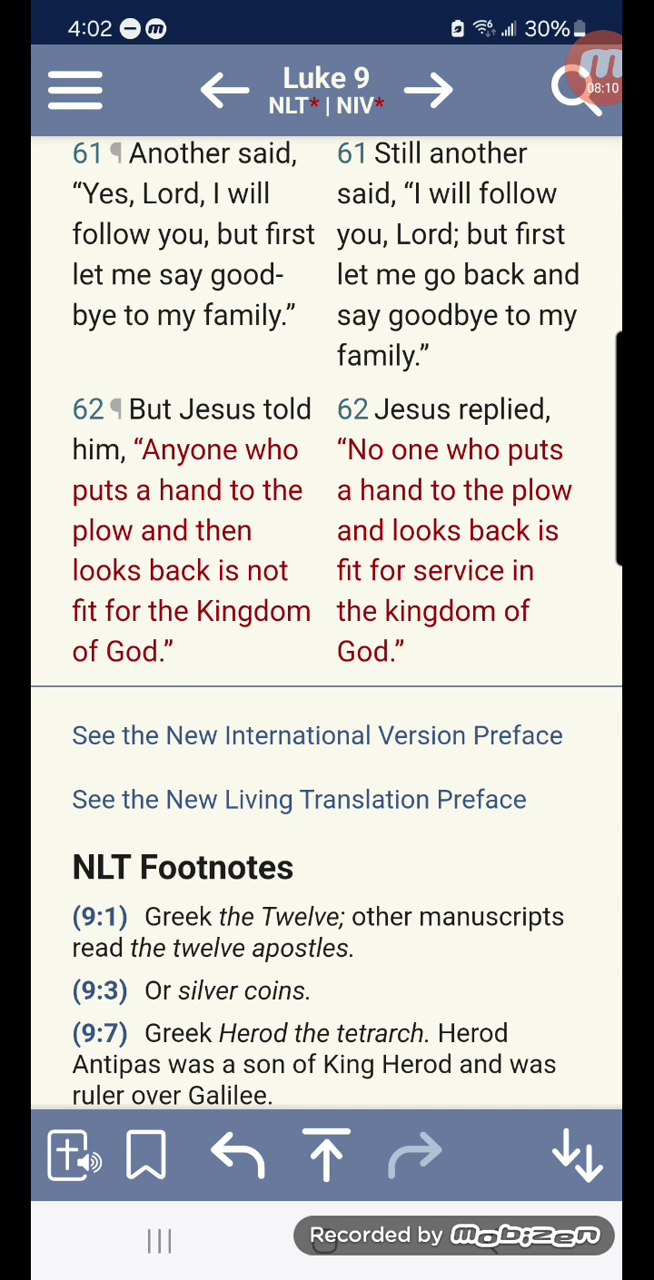 4:02
30%
Luke 9
08:10
NLT* | NIV*
61 ¶ Another said,
“Yes, Lord, I will
follow you, but first
let me say good-
bye to my family.”
62 ¶ But Jesus told
him, “Anyone who
puts a hand to the
plow and then
looks back is not
fit for the Kingdom
of God.”
61 Still another
said, “I will follow
you, Lord; but first
let me go back and
say goodbye to my
family.”
62 Jesus replied,
“No one who puts
a hand to the plow
and looks back is
fit for service in
the kingdom of
God.”
See the New International Version Preface
See the New Living Translation Preface
NLT Footnotes
(9:1) Greek the Twelve; other manuscripts
read the twelve apostles.
(9:3) Or silver coins.
(9:7) Greek Herod the tetrarch. Herod
Antipas was a son of King Herod and was
ruler over Galilee.
Recorded by mobizen